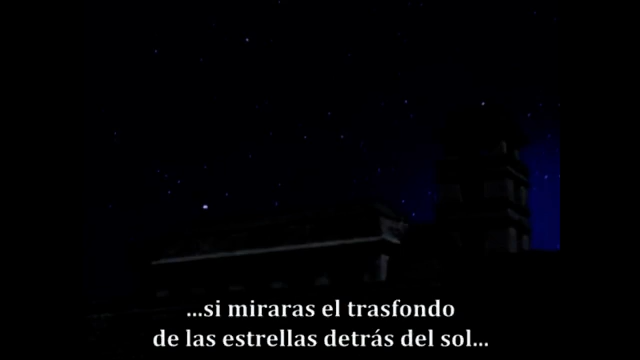 ...si miraras el trasfondo
de las estrellas detrás del sol...